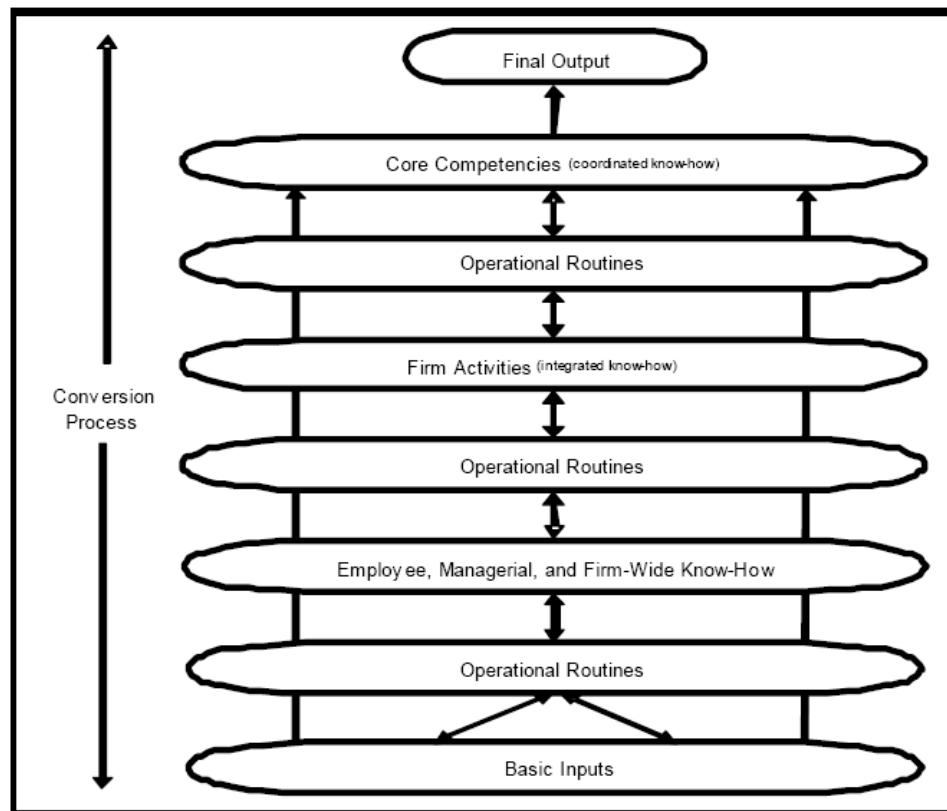 Final Output
Core Competencies (coordinated know-how)
Operational Routines
Firm Activities (integrated know-how)
Conversion
Process
Operational Routines
Employee, Managerial, and Firm-Wide Know-How
Operational Routines
Basic Inputs